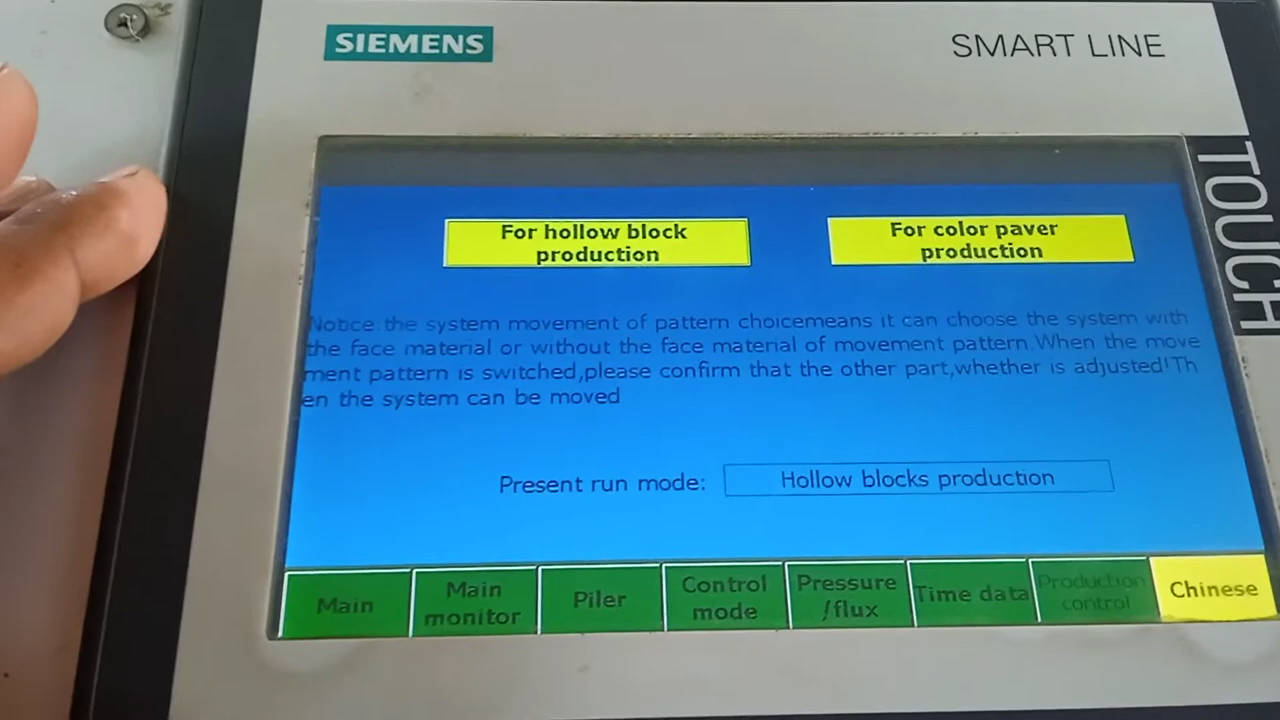 SIEMENS
SMART LINE
TOUCH
For hollow block
production
For color paver
production
Notice:the system movement of pattern choicemeans it can choose the system with
the face material or without the face material of movement pattern.When the move
ment pattern is switched,please confirm that the other part,whether is adjusted!Th
en the system can be moved
Present run mode:
Hollow blocks production
Main
Main
monitor
Piler
Control
mode
Pressure
/flux
Time data
Production
control
Chinese